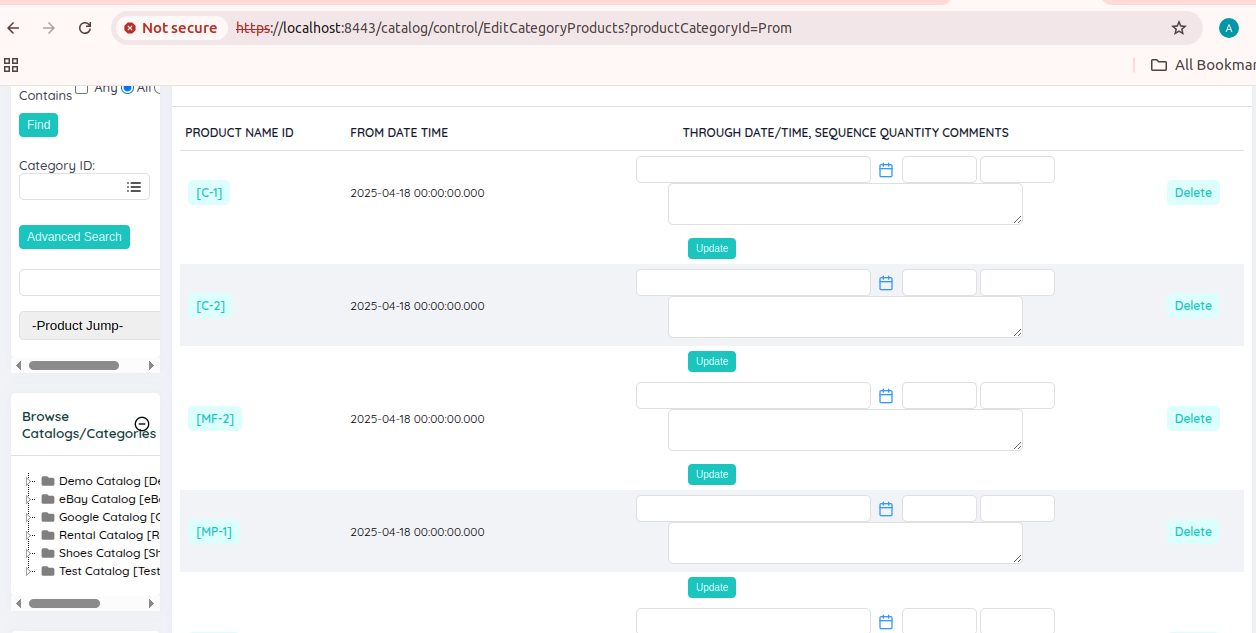 Not secure https://localhost:8443/catalog/control/EditCategoryProducts?productCategoryId=Prom
A
All Bookmar
Contains Any All
Find
Category ID:
Advanced Search
-Product Jump-
Browse
Catalogs/Categories
Demo Catalog [De
eBay Catalog [eB
Google Catalog [G
Rental Catalog [R
Shoes Catalog [Sh
Test Catalog [Test
PRODUCT NAME ID FROM DATE TIME THROUGH DATE/TIME, SEQUENCE QUANTITY COMMENTS
[C-1] 2025-04-18 00:00:00.000 Delete
Update
[C-2] 2025-04-18 00:00:00.000 Delete
Update
[MF-2] 2025-04-18 00:00:00.000 Delete
Update
[MP-1] 2025-04-18 00:00:00.000 Delete
Update